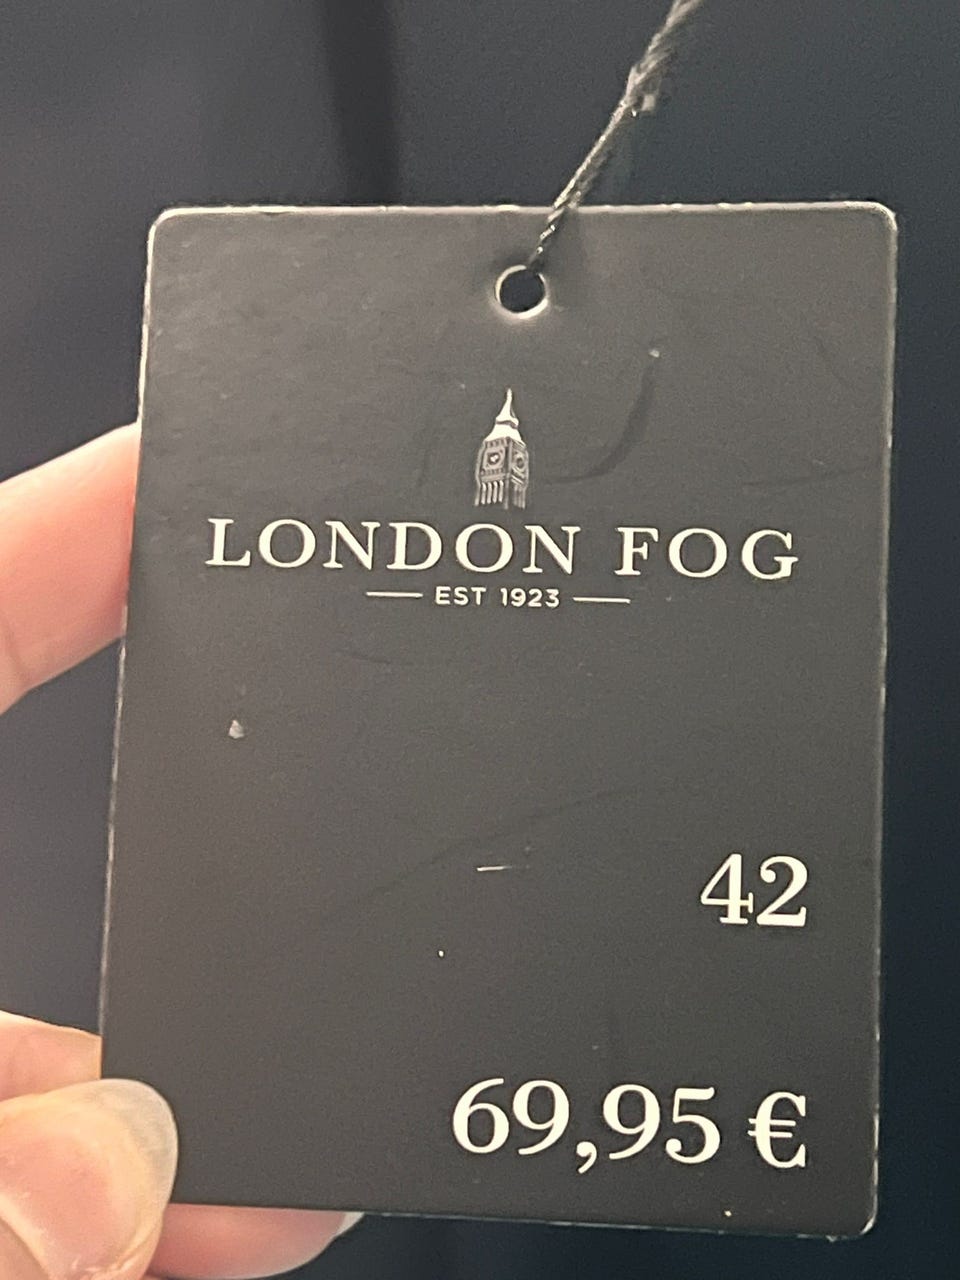 LONDON FOG
EST 1923
42
69,95 €